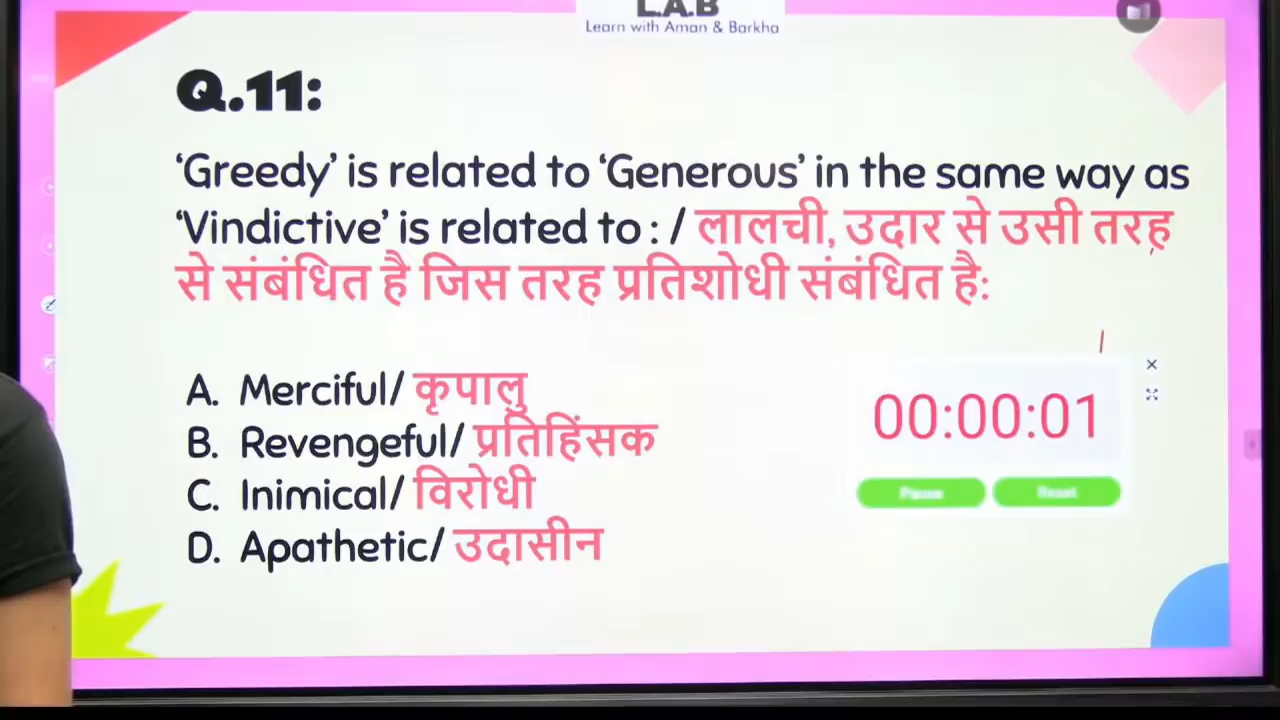 L.A.B
Learn with Aman & Barkha
Q.11:
‘Greedy’ is related to ‘Generous’ in the same way as
‘Vindictive’ is related to : / लालची, उदार से उसी तरह
से संबंधित है जिस तरह प्रतिशोधी संबंधित है:
A. Merciful/ कृपालु
B. Revengeful/ प्रतिहिंसक
C. Inimical/ विरोधी
D. Apathetic/ उदासीन
00:00:01
Pause Reset